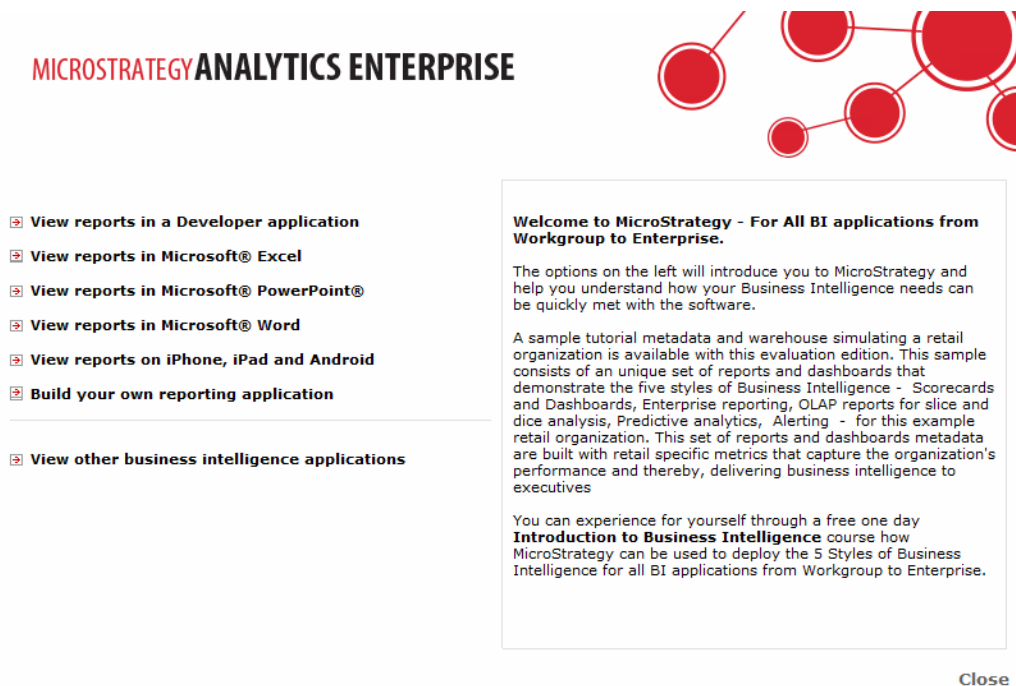 MICROSTRATEGY ANALYTICS ENTERPRISE
View reports in a Developer application
View reports in Microsoft® Excel
View reports in Microsoft® PowerPoint®
View reports in Microsoft® Word
View reports on iPhone, iPad and Android
Build your own reporting application
View other business intelligence applications
Welcome to MicroStrategy - For All BI applications from
Workgroup to Enterprise.
The options on the left will introduce you to MicroStrategy and
help you understand how your Business Intelligence needs can
be quickly met with the software.
A sample tutorial metadata and warehouse simulating a retail
organization is available with this evaluation edition. This sample
consists of an unique set of reports and dashboards that
demonstrate the five styles of Business Intelligence - Scorecards
and Dashboards, Enterprise reporting, OLAP reports for slice and
dice analysis, Predictive analytics, Alerting - for this example
retail organization. This set of reports and dashboards metadata
are built with retail specific metrics that capture the organization's
performance and thereby, delivering business intelligence to
executives
You can experience for yourself through a free one day
Introduction to Business Intelligence course how
MicroStrategy can be used to deploy the 5 Styles of Business
Intelligence for all BI applications from Workgroup to Enterprise.
Close